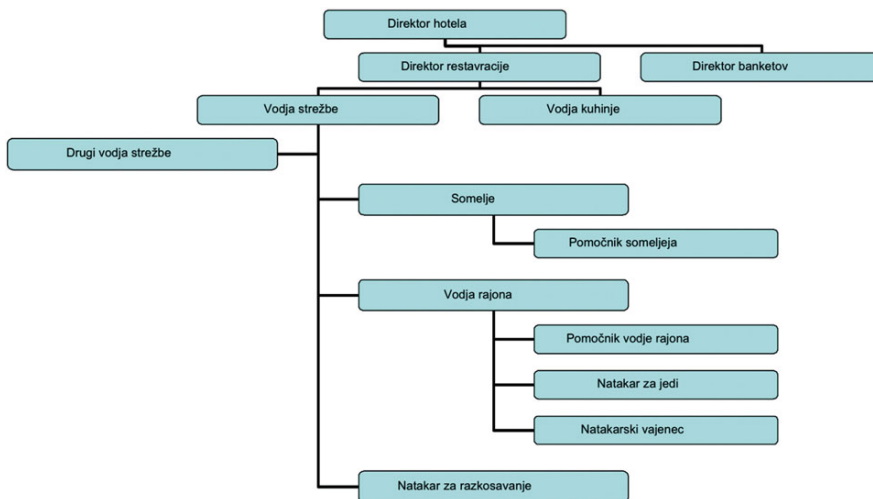 Direktor hotela
Direktor restavracije
Direktor banketov
Vodja strežbe
Vodja kuhinje
Drugi vodja strežbe
Somelje
Pomočnik someljeja
Vodja rajona
Pomočnik vodje rajona
Natakar za jedi
Natakarski vajenec
Natakar za razkosavanje